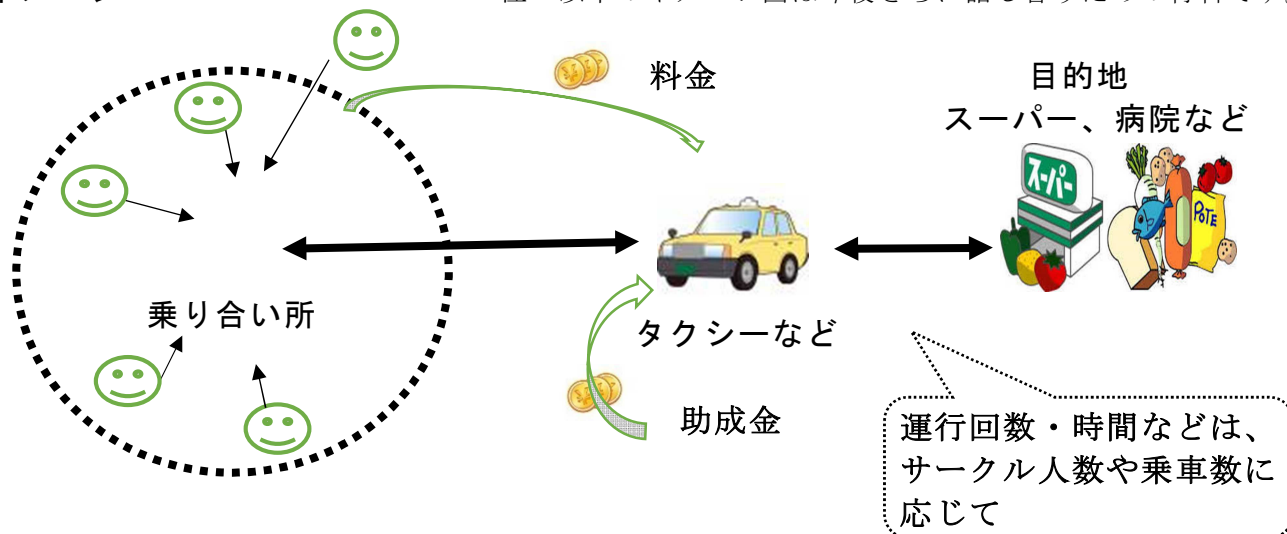 料金
目的地
スーパー、病院など
スーパー
POTE
乗り合い所
タクシーなど
助成金
運行回数・時間などは、
サークル人数や乗車数に
応じて